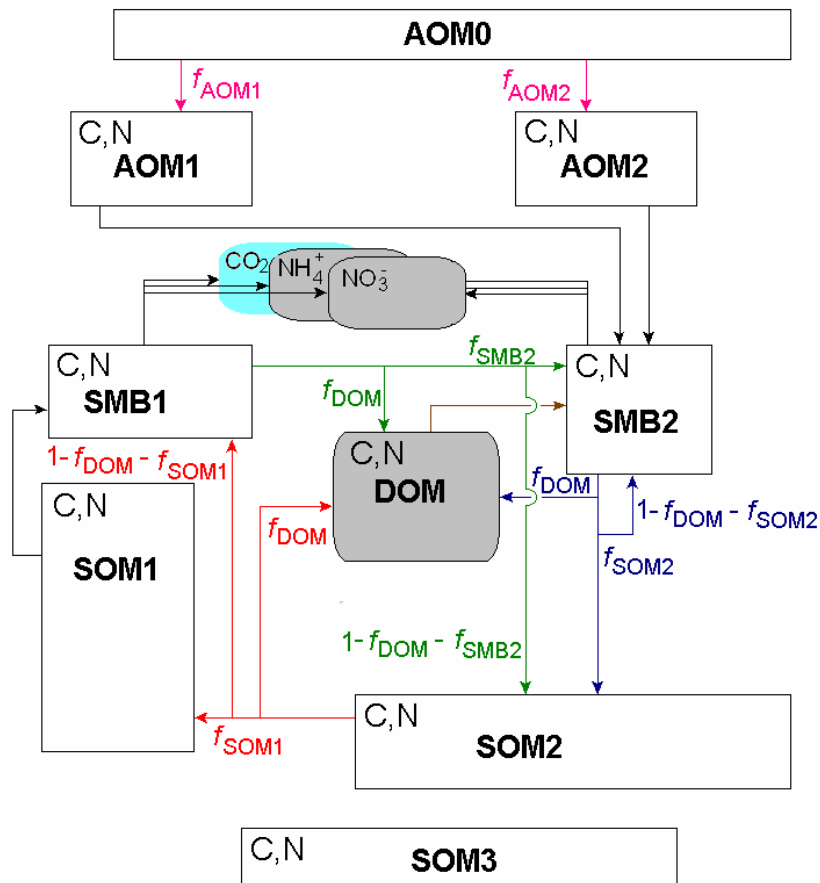 AOM0
fAOM1
fAOM2
C,N
AOM1
C,N
AOM2
CO2
NH4+
NO3-
C,N
SMB1
fSMB2
fDOM
C,N
SMB2
C,N
DOM
1- fDOM - fSOM1
fDOM
fDOM
1- fDOM - fSOM2
fSOM2
C,N
SOM1
1- fDOM - fSMB2
fSOM1
C,N
SOM2
C,N
SOM3